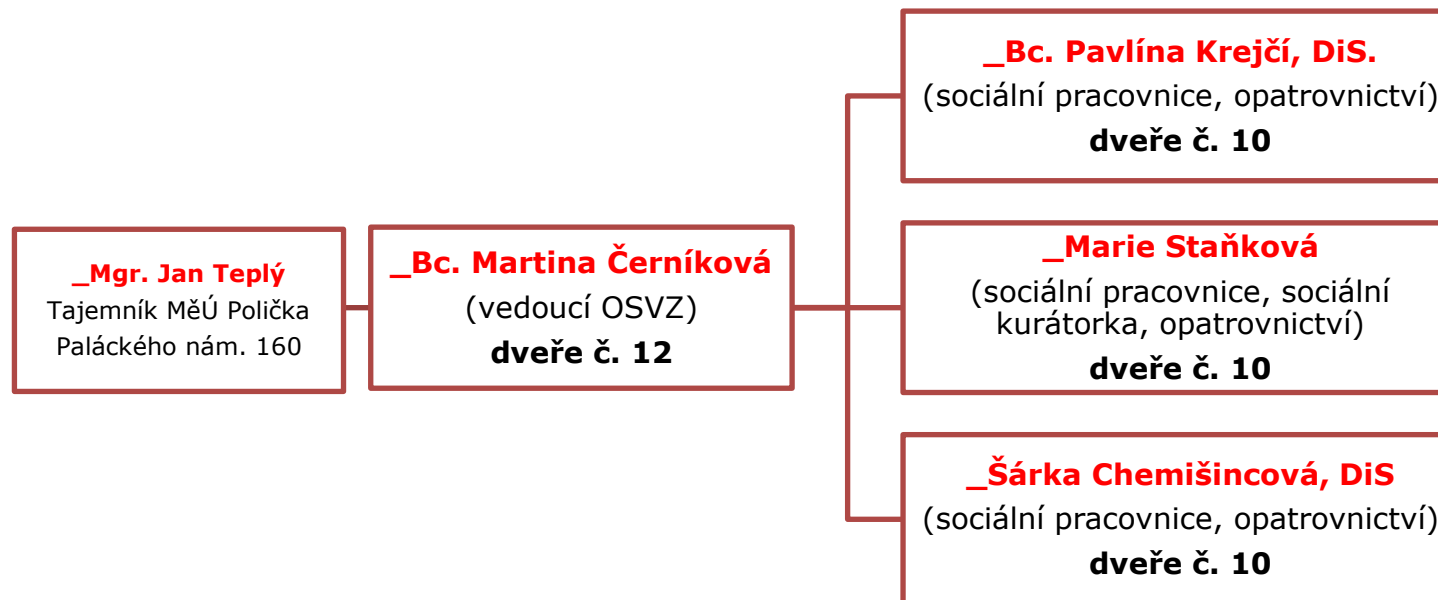 _Mgr. Jan Teplý
Tajemník MěÚ Polička
Paláckého nám. 160
_Bc. Martina Černíková
(vedoucí OSVZ)
dveře č. 12
_Bc. Pavlína Krejčí, DiS.
(sociální pracovnice, opatrovnictví)
dveře č. 10
_Marie Staňková
(sociální pracovnice, sociální
kurátorka, opatrovnictví)
dveře č. 10
_Šárka Chemišincová, DiS
(sociální pracovnice, opatrovnictví)
dveře č. 10